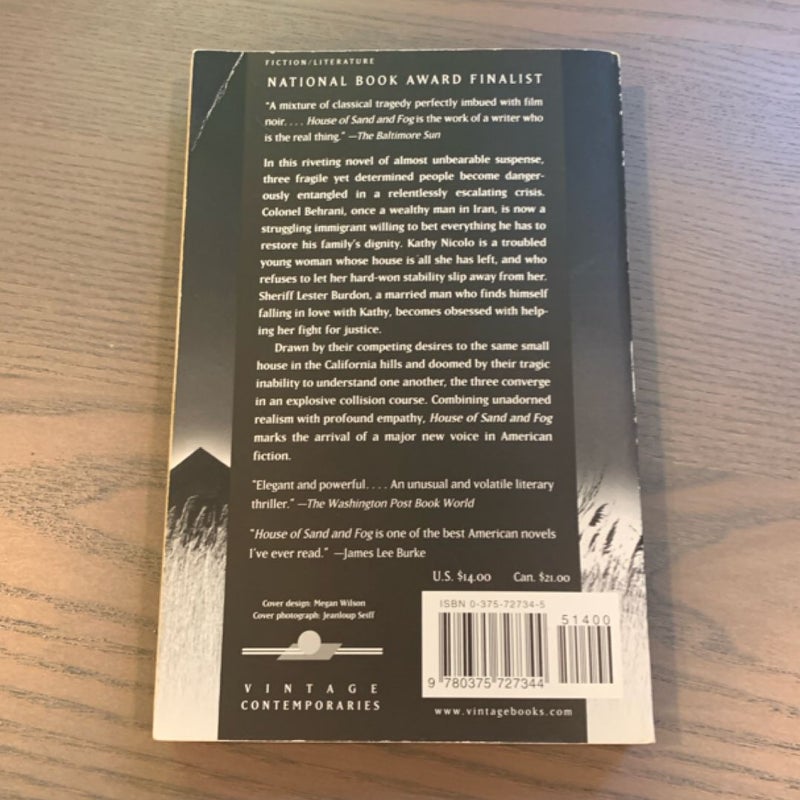 FICTION/LITERATURE
NATIONAL BOOK AWARD FINALIST
"A mixture of classical tragedy perfectly imbued with film
noir. . . . House of Sand and Fog is the work of a writer who
is the real thing." —The Baltimore Sun
In this riveting novel of almost unbearable suspense,
three fragile yet determined people become danger-
ously entangled in a relentlessly escalating crisis.
Colonel Behrani, once a wealthy man in Iran, is now a
struggling immigrant willing to bet everything he has to
restore his family's dignity. Kathy Nicolo is a troubled
young woman whose house is all she has left, and who
refuses to let her hard-won stability slip away from her.
Sheriff Lester Burdon, a married man who finds himself
falling in love with Kathy, becomes obsessed with help-
ing her fight for justice.
Drawn by their competing desires to the same small
house in the California hills and doomed by their tragic
inability to understand one another, the three converge
in an explosive collision course. Combining unadorned
realism with profound empathy, House of Sand and Fog
marks the arrival of a major new voice in American
fiction.
"Elegant and powerful. . . . An unusual and volatile literary
thriller." —The Washington Post Book World
"House of Sand and Fog is one of the best American novels
I've ever read." —James Lee Burke
U.S. $14.00 Can. $21.00
Cover design: Megan Wilson
Cover photograph: Jeanloup Sieff
ISBN 0-375-72734-5
51400
9 780375 727344
VINTAGE
CONTEMPORARIES
www.vintagebooks.com